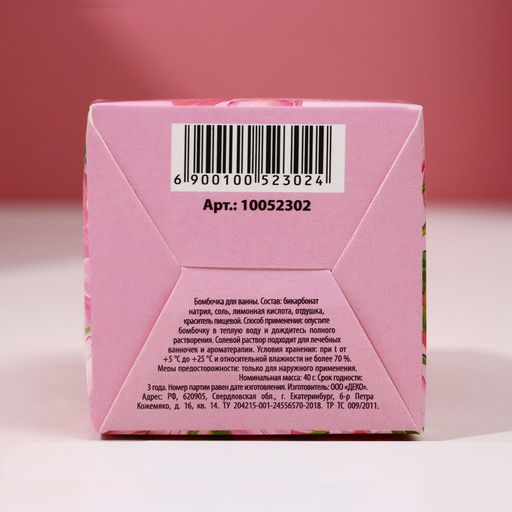 6 900100 523024
Арт.: 10052302
Бомбочка для ванны. Состав: бикарбонат
натрия, соль, лимонная кислота, отдушка,
краситель пищевой. Способ применения: опустите
бомбочку в теплую воду и дождитесь полного
растворения. Солевой раствор подходит для лечебных
ванночек и ароматерапии. Условия хранения: при t от
+5 °С до +25 °С и относительной влажности не более 70 %.
Меры предосторожности: только для наружного применения.
Номинальная масса: 40 г. Срок годности:
3 года. Номер партии равен дате изготовления. Изготовитель: ООО «ДЕКО».
Адрес: РФ, 620905, Свердловская обл., г. Екатеринбург, б-р Петра
Кожемяко, д. 16, кв. 14. ТУ 204215-001-24556570-2018. ТР ТС 009/2011.